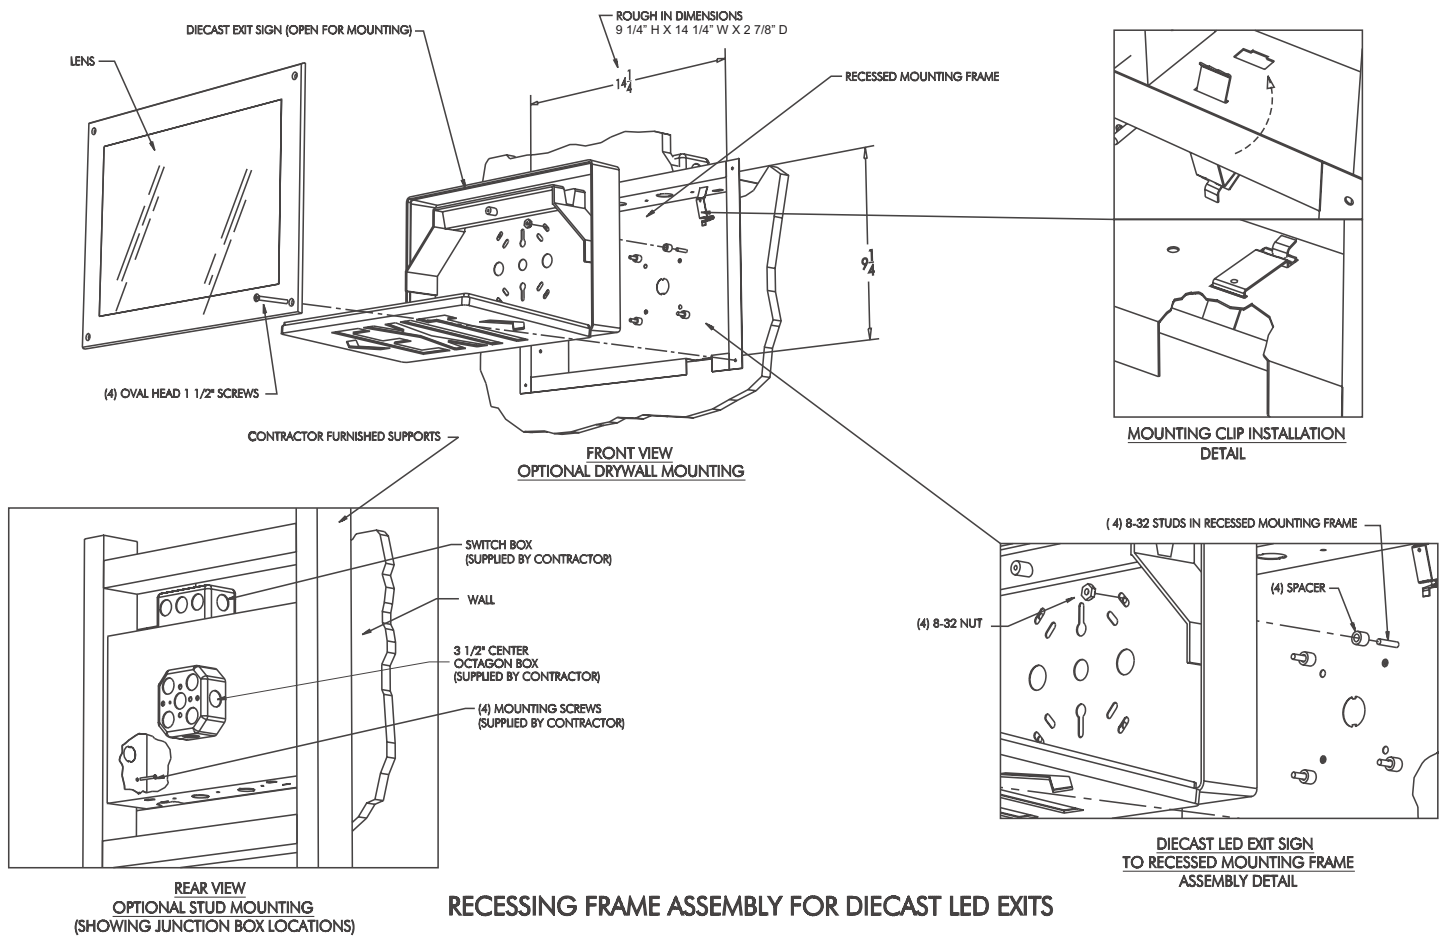 ROUGH IN DIMENSIONS
9 1/4" H X 14 1/4" W X 2 7/8" D
DIECAST EXIT SIGN (OPEN FOR MOUNTING)
LENS
14 1/4
RECESSED MOUNTING FRAME
9 1/4
(4) OVAL HEAD 1 1/2" SCREWS
CONTRACTOR FURNISHED SUPPORTS
FRONT VIEW
OPTIONAL DRYWALL MOUNTING
MOUNTING CLIP INSTALLATION
DETAIL
SWITCH BOX
(SUPPLIED BY CONTRACTOR)
WALL
3 1/2" CENTER
OCTAGON BOX
(SUPPLIED BY CONTRACTOR)
(4) MOUNTING SCREWS
(SUPPLIED BY CONTRACTOR)
( 4) 8-32 STUDS IN RECESSED MOUNTING FRAME
(4) SPACER
(4) 8-32 NUT
DIECAST LED EXIT SIGN
TO RECESSED MOUNTING FRAME
ASSEMBLY DETAIL
REAR VIEW
OPTIONAL STUD MOUNTING
(SHOWING JUNCTION BOX LOCATIONS)
RECESSING FRAME ASSEMBLY FOR DIECAST LED EXITS